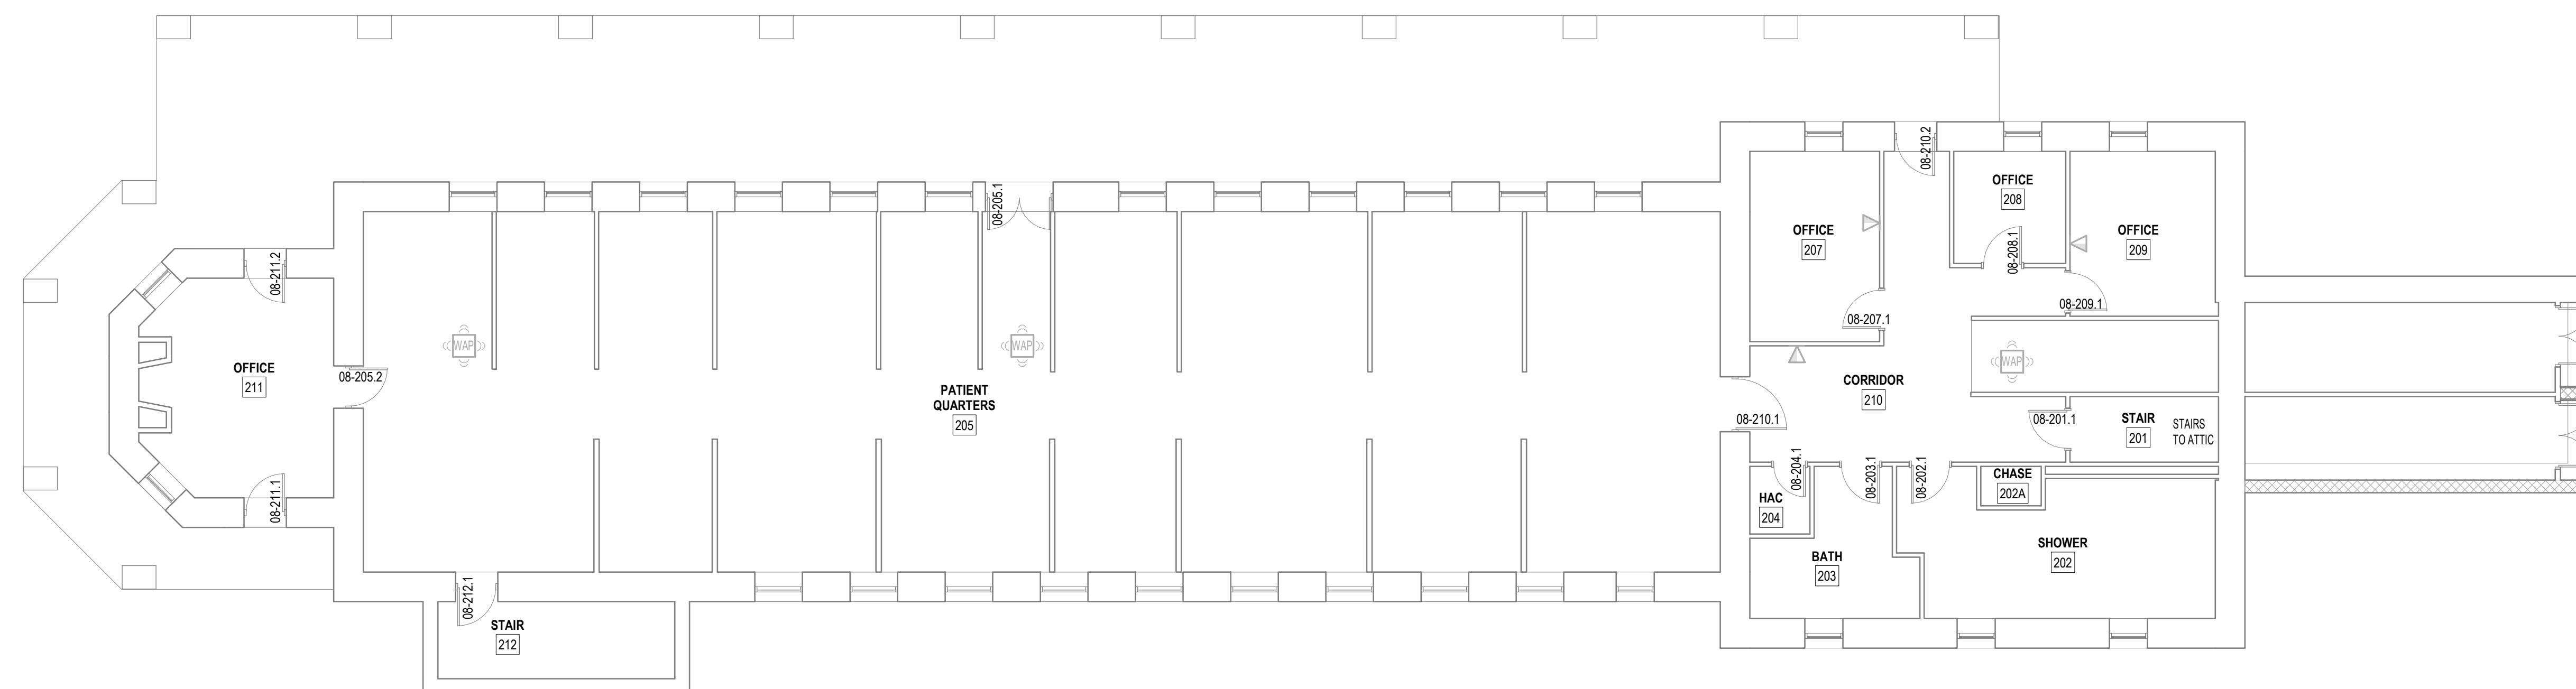 08-210.2
08-205.1
OFFICE
208
OFFICE
207
OFFICE
209
08-208.1
08-211.2
08-209.1
08-207.1
WAP
WAP
WAP
OFFICE
211
08-205.2
PATIENT
QUARTERS
205
CORRIDOR
210
08-210.1
08-201.1
STAIR
201
STAIRS
TO ATTIC
08-204.1
08-203.1
08-202.1
CHASE
202A
HAC
204
08-211.1
SHOWER
202
BATH
203
08-212.1
STAIR
212